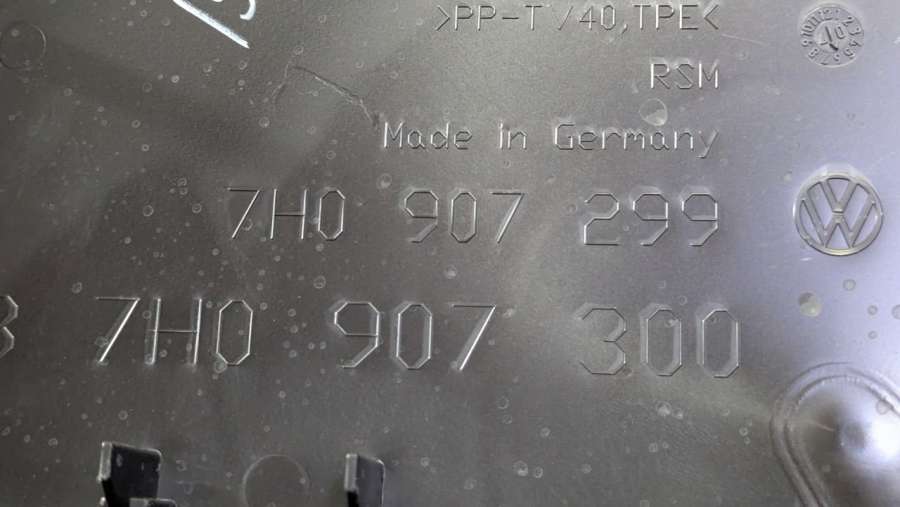 >PP-TV40,TPE<
RSM
Made in Germany
7H0 907 299
7H0 907 300